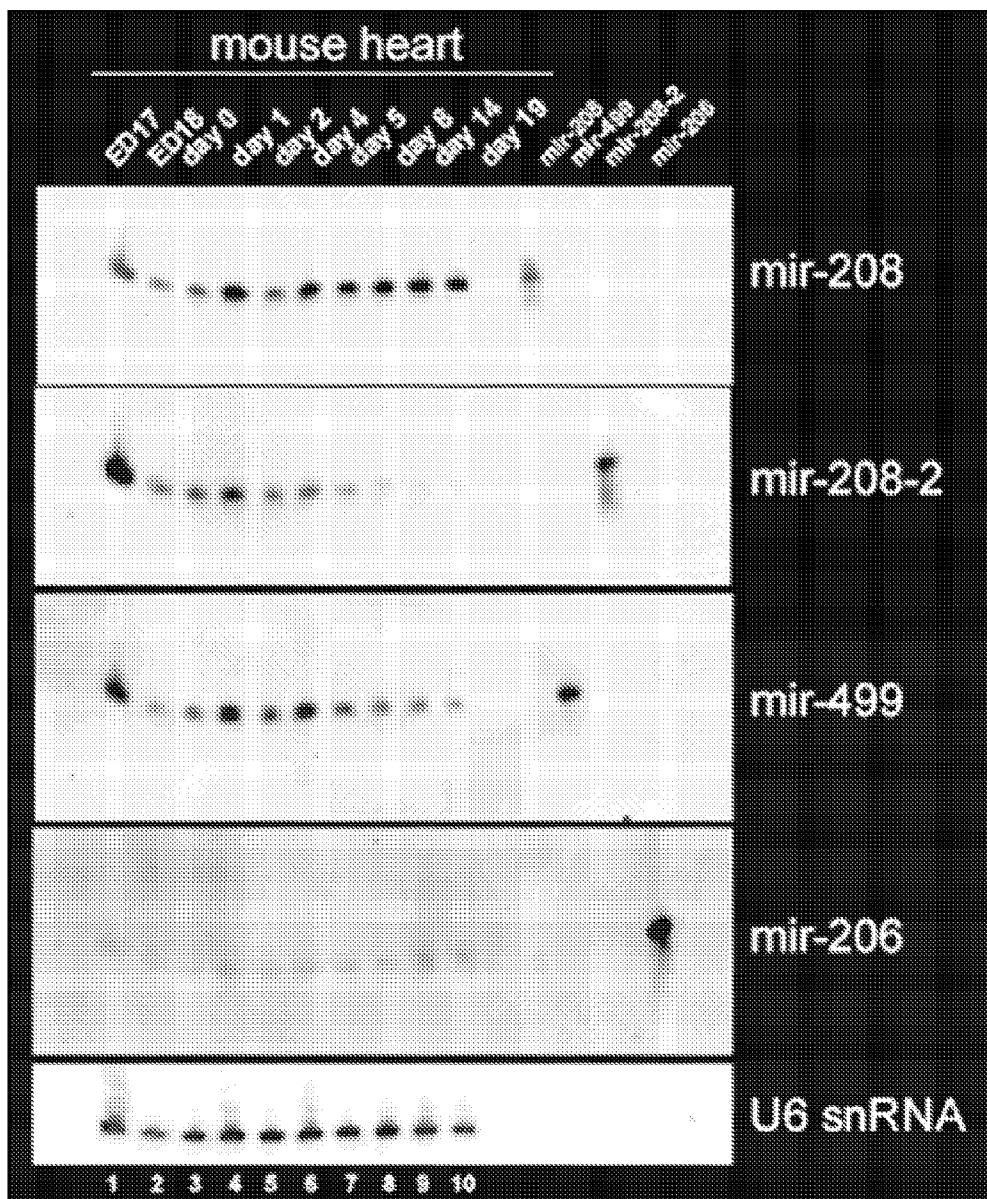 mouse heart
ED17 ED18 day 0 day 1 day 2 day 4 day 5 day day 14 day 19 mir-208 mir-499 mir-208-2 mir-206
mir-208
mir-208-2
mir-499
mir-206
U6 snRNA
1 2 3 4 5 6 7 8 9 10